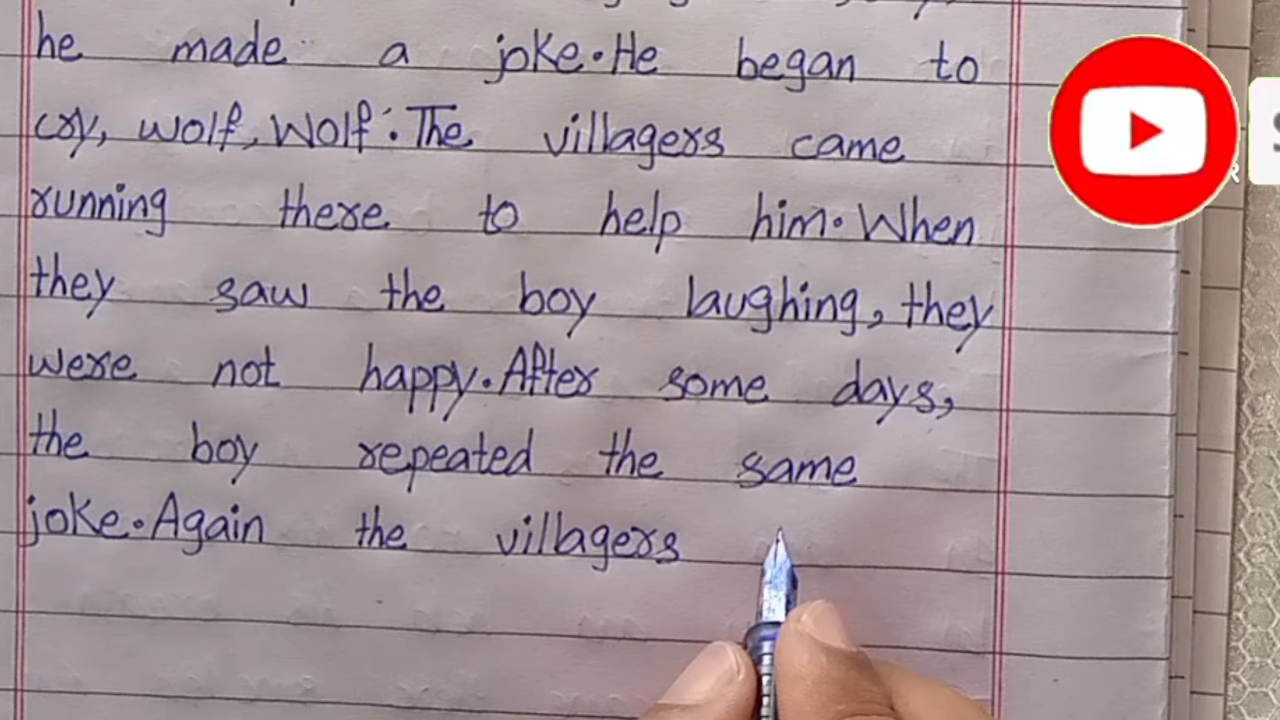 he made a joke. He began to
cry, wolf, Wolf'. The villagers came
running there to help him. When
they saw the boy laughing, they
were not happy. After some days,
the boy repeated the same
joke. Again the villagers